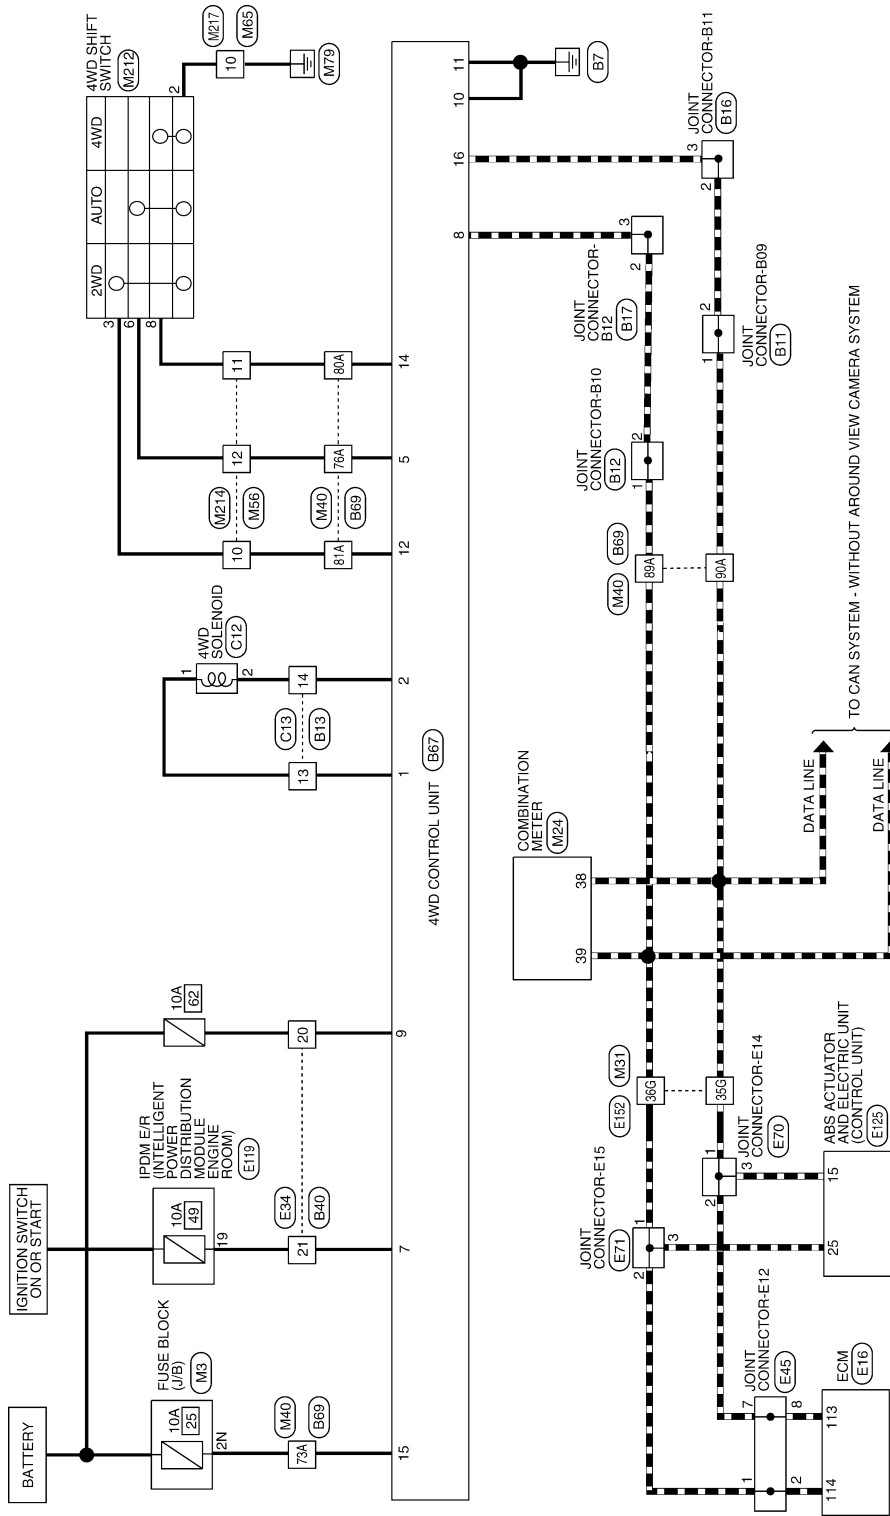 BATTERY
IGNITION SWITCH
ON OR START
FUSE BLOCK
(J/B)
M3
10A
25
2N
M40
B69
73A
15
IPDM E/R
(INTELLIGENT
POWER
DISTRIBUTION
MODULE
ENGINE
ROOM)
E119
10A
49
19
E34
B40
21
7
10A
62
20
9
4WD CONTROL UNIT
B67
4WD
SOLENOID
C12
1
2
C13
B13
13
14
1
2
4WD SHIFT
SWITCH
M212
2WD
AUTO
4WD
3
6
8
2
M217
M65
10
M79
M214
M56
10
12
11
M40
B69
81A
76A
80A
12
5
14
8
16
10
11
B7
JOINT
CONNECTOR-B11
B16
3
2
JOINT
CONNECTOR-
B12
B17
3
2
JOINT
CONNECTOR-B09
B11
2
1
JOINT
CONNECTOR-B10
B12
2
1
M40
B69
89A
90A
COMBINATION
METER
M24
39
38
DATA LINE
DATA LINE
TO CAN SYSTEM - WITHOUT AROUND VIEW CAMERA SYSTEM
E152
M31
36G
35G
JOINT
CONNECTOR-E15
E71
1
2
3
JOINT
CONNECTOR-E14
E70
1
2
3
ABS ACTUATOR
AND ELECTRIC UNIT
(CONTROL UNIT)
E125
25
15
JOINT
CONNECTOR-E12
E45
1
7
2
8
ECM
E16
114
113